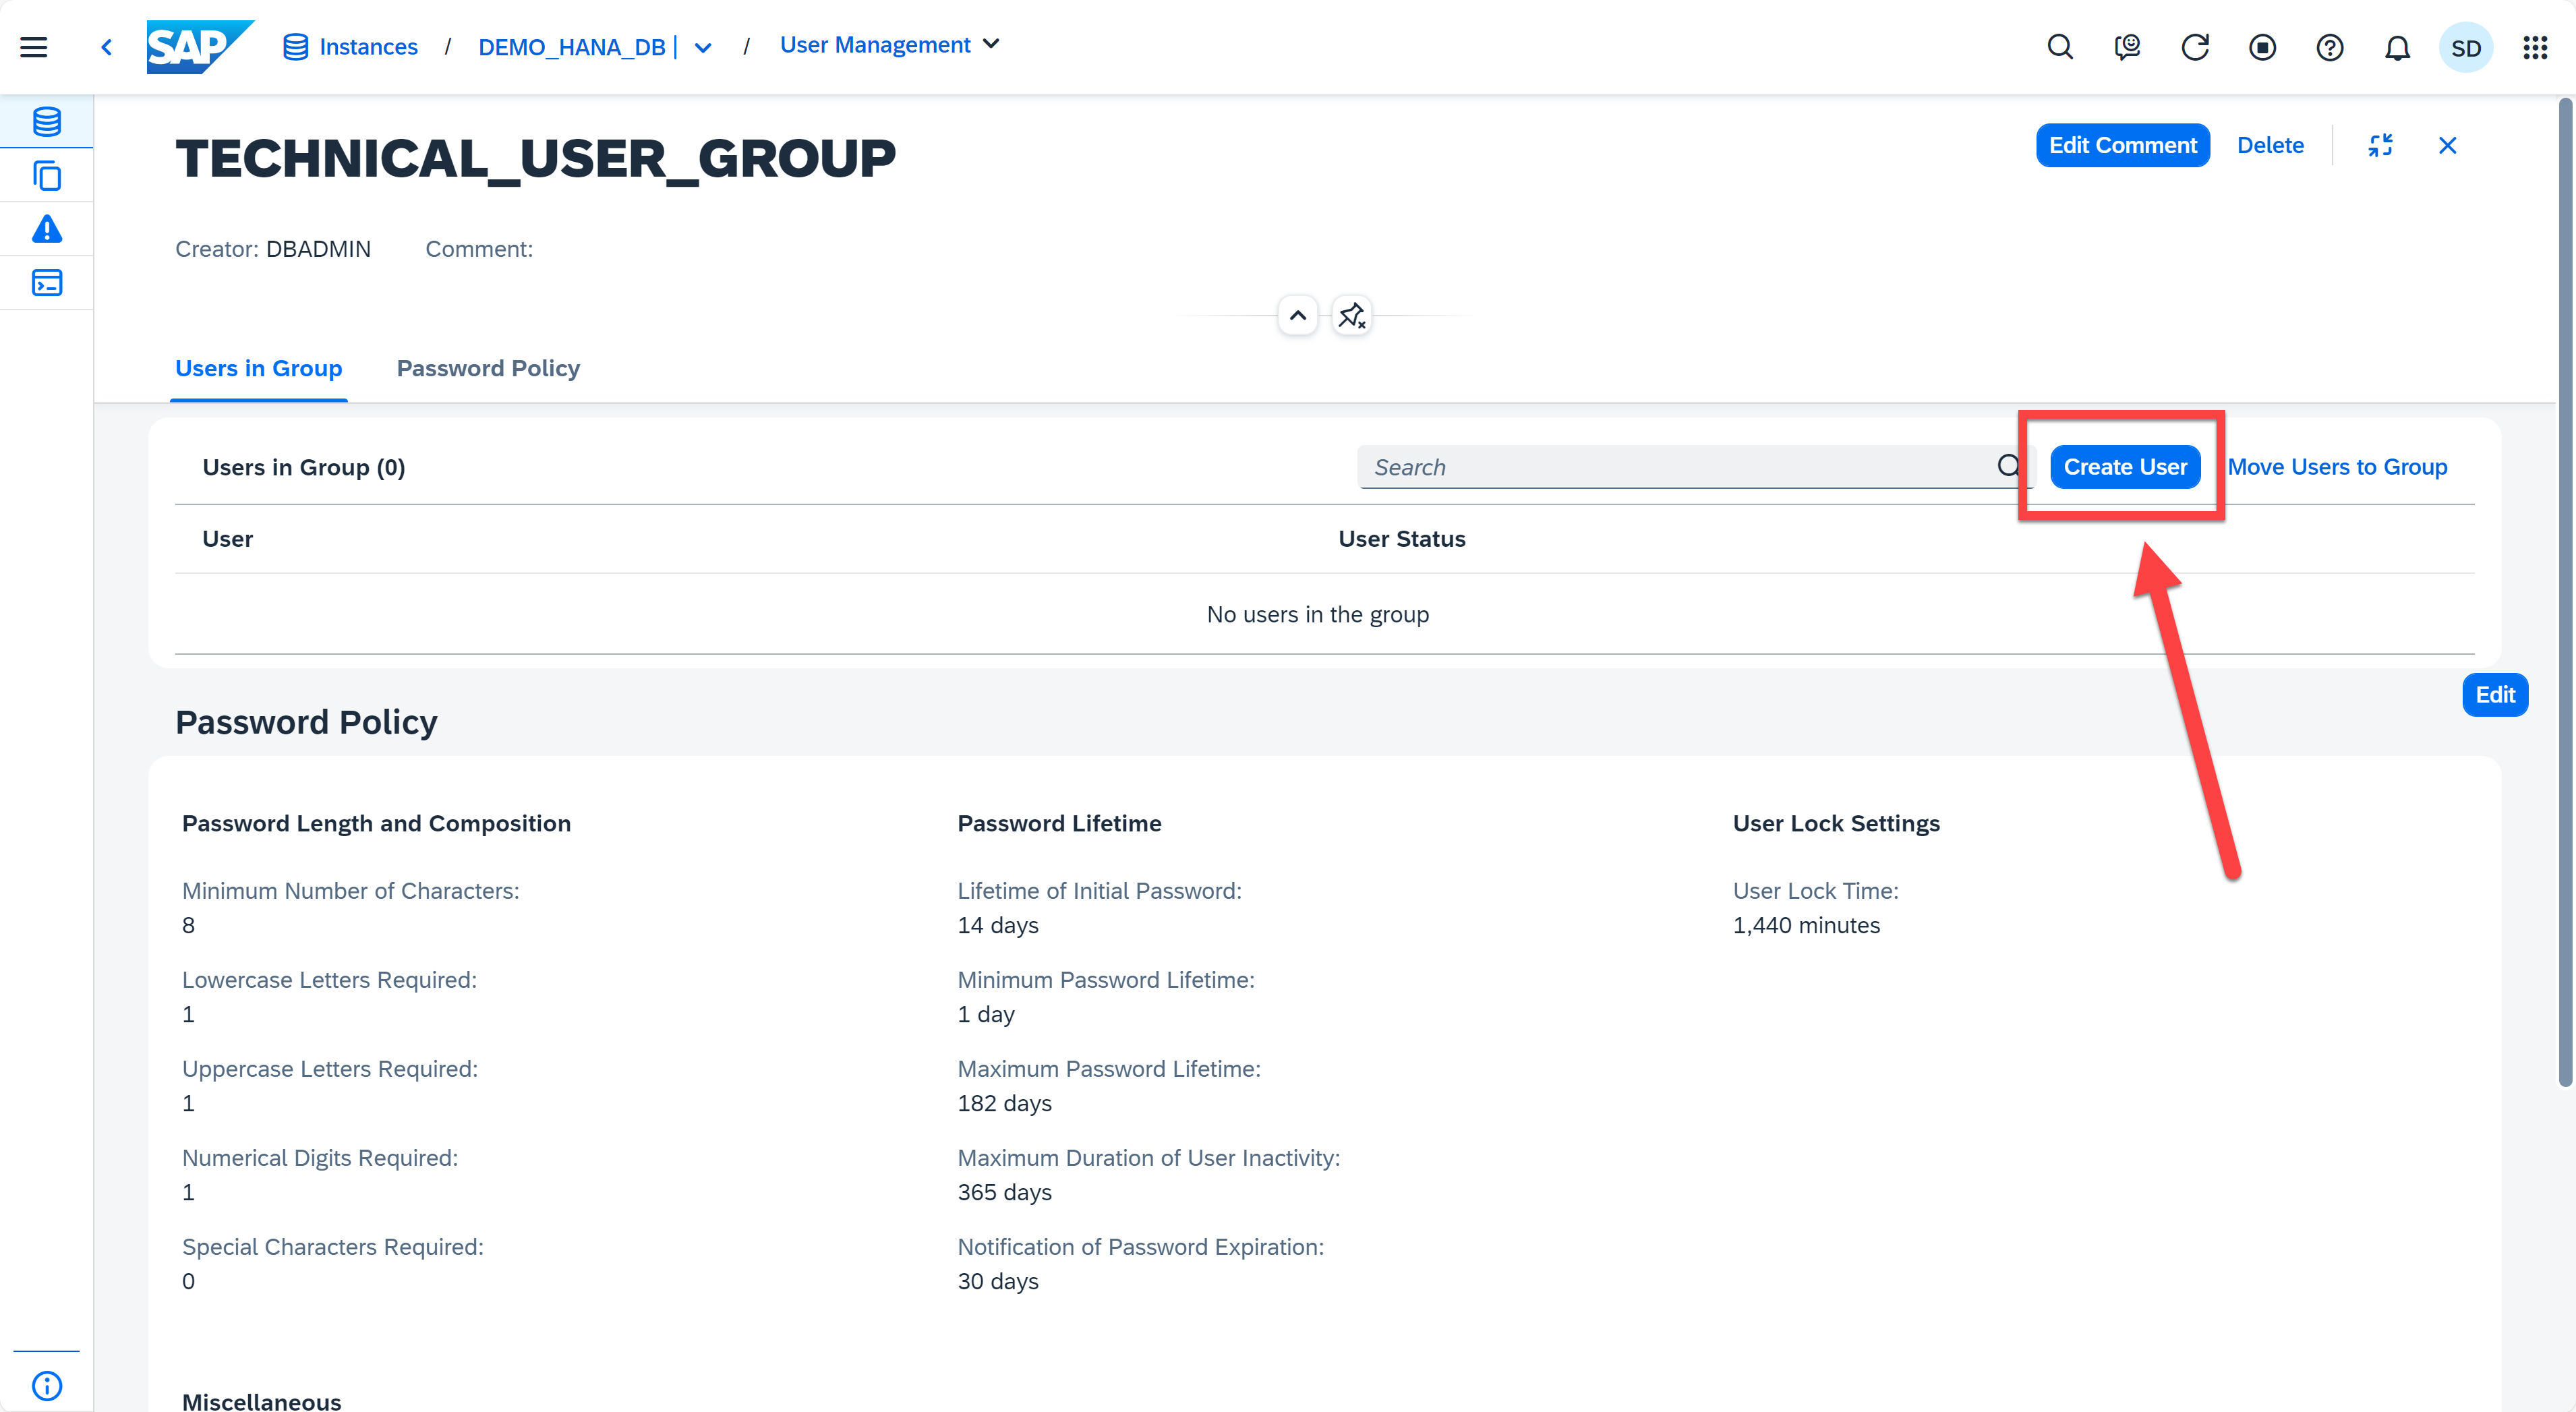 SAP Instances / DEMO_HANA_DB | / User Management SD
TECHNICAL_USER_GROUP Edit Comment Delete
Creator: DBADMIN Comment:
Users in Group Password Policy
Users in Group (0) Search Create User Move Users to Group
User User Status
No users in the group
Password Policy Edit
Password Length and Composition
Minimum Number of Characters:
8
Lowercase Letters Required:
1
Uppercase Letters Required:
1
Numerical Digits Required:
1
Special Characters Required:
0
Password Lifetime
Lifetime of Initial Password:
14 days
Minimum Password Lifetime:
1 day
Maximum Password Lifetime:
182 days
Maximum Duration of User Inactivity:
365 days
Notification of Password Expiration:
30 days
User Lock Settings
User Lock Time:
1,440 minutes
Miscellaneous